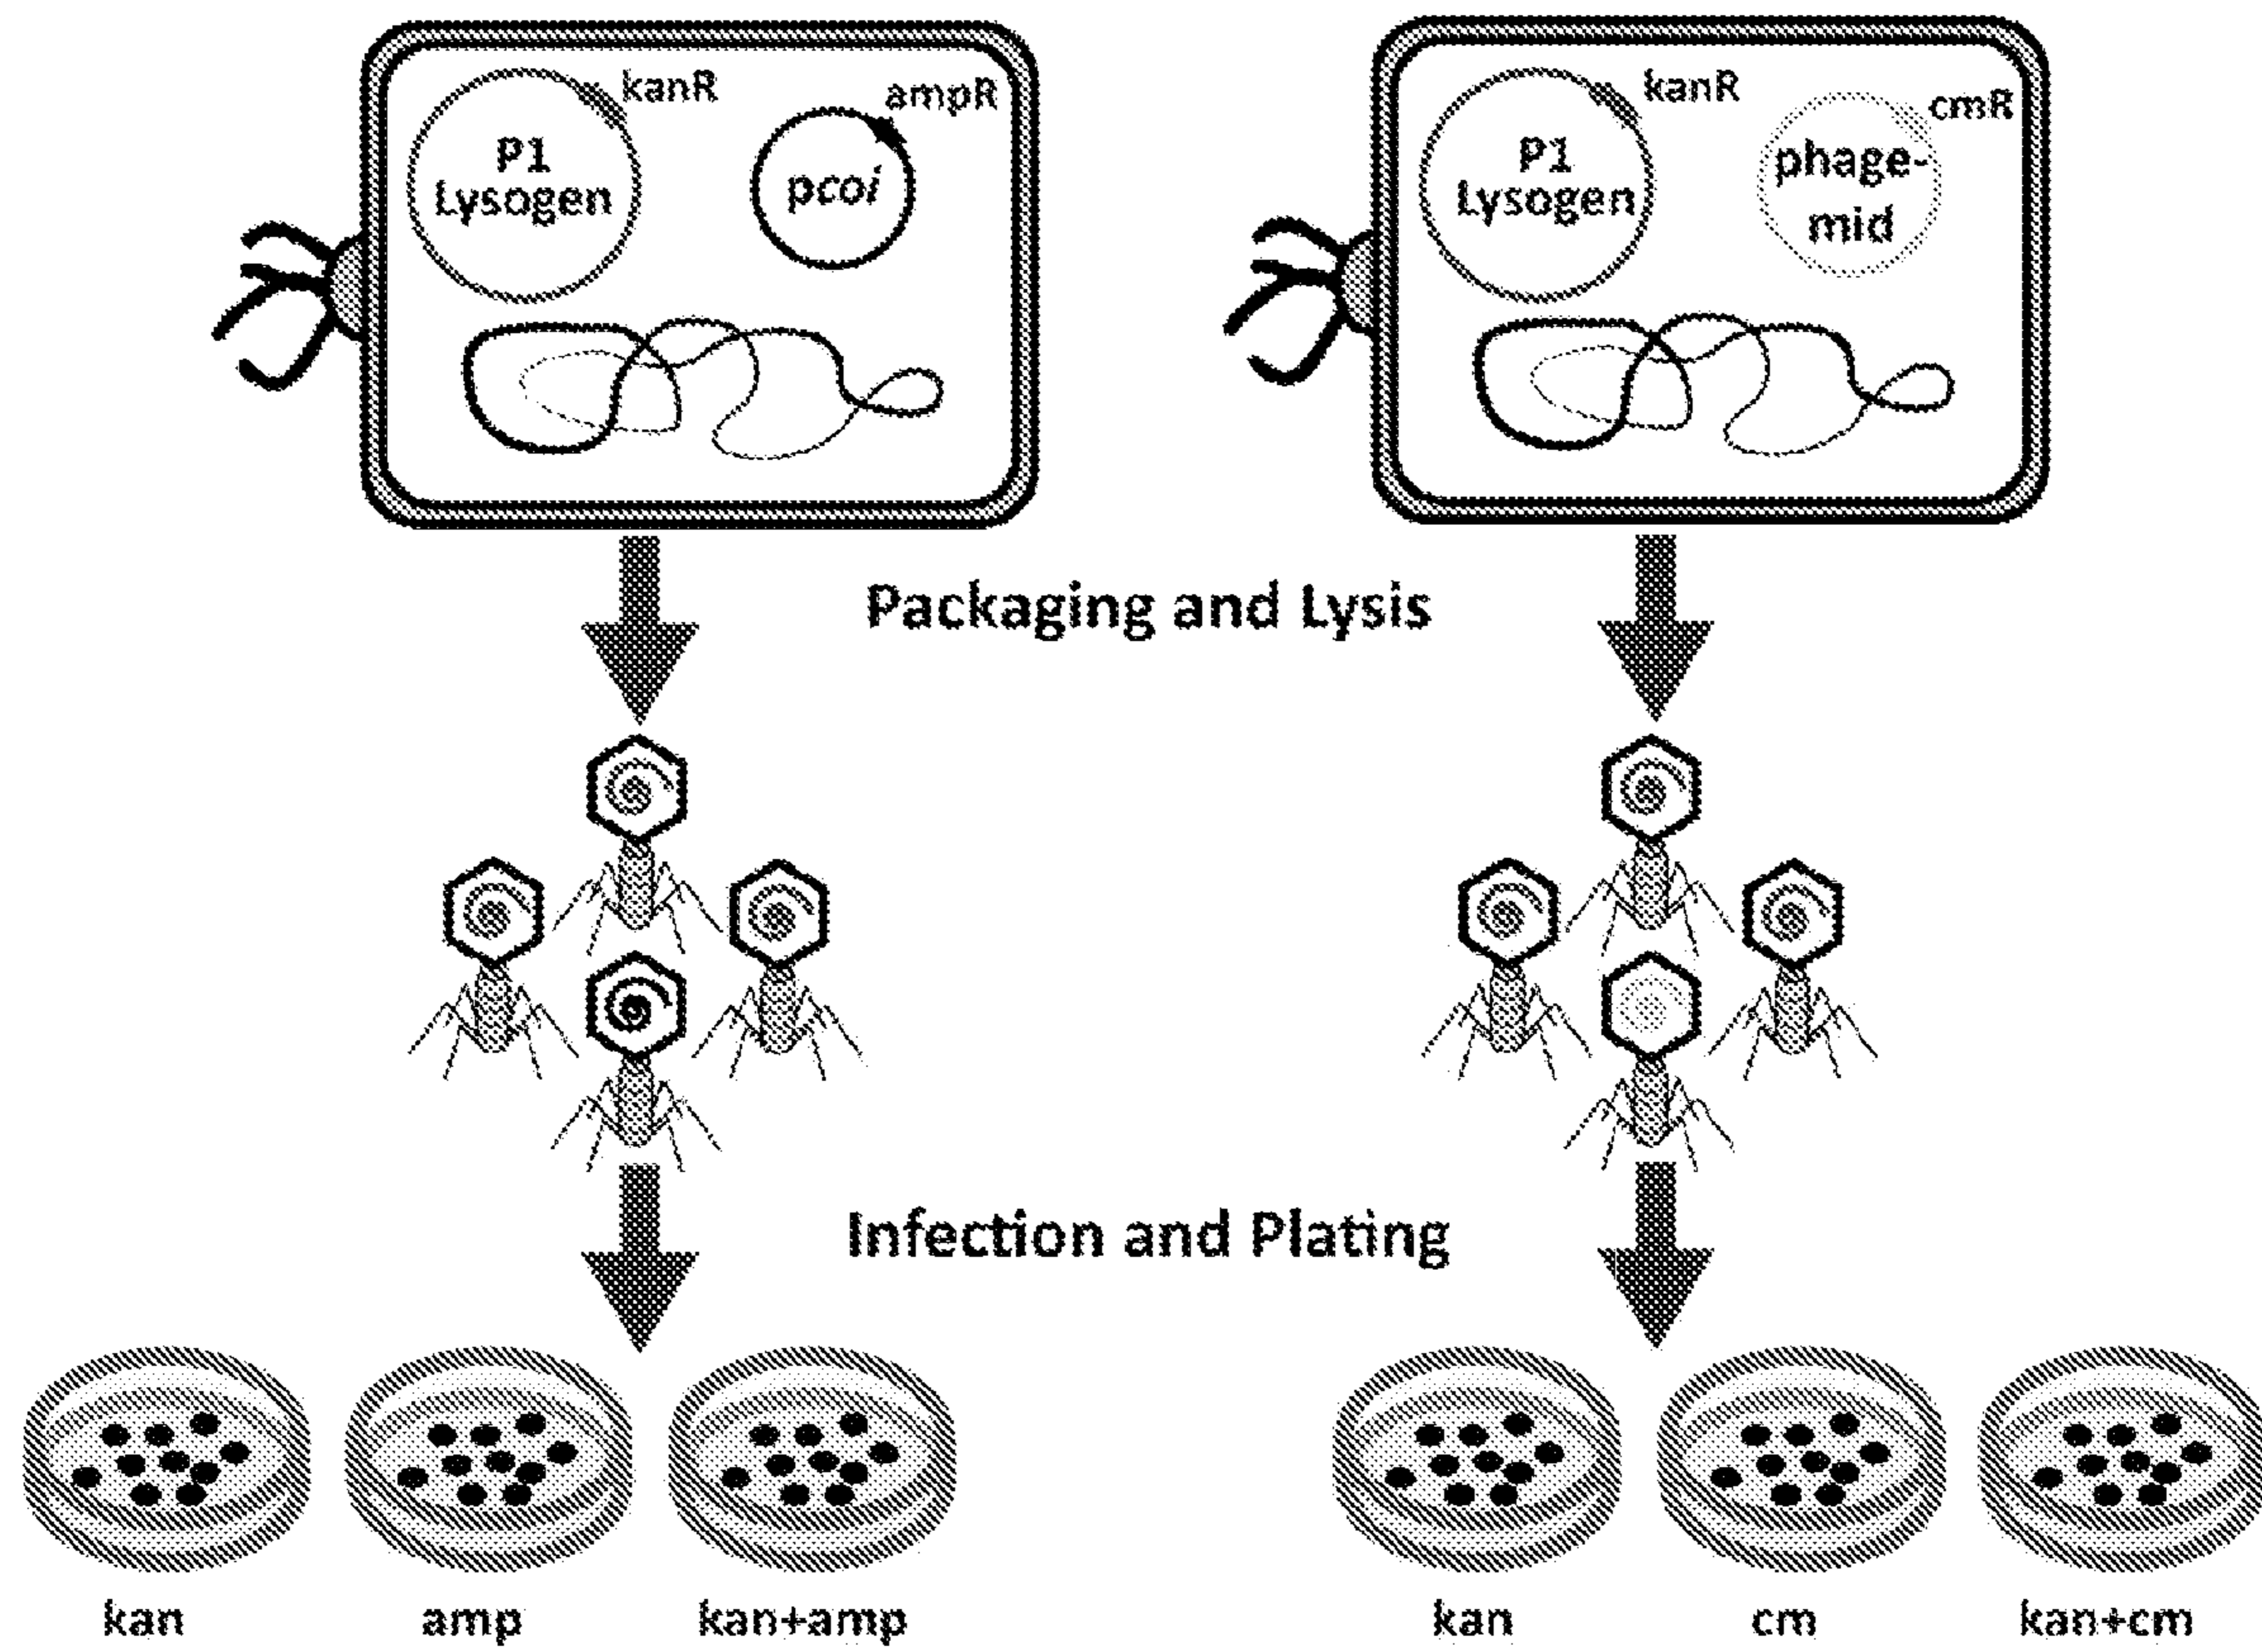 kanR
ampR
P1
Lysogen
pcoi
kanR
cmR
P1
Lysogen
phage-
mid
Packaging and Lysis
Infection and Plating
kan
amp
kan+amp
kan
cm
kan+cm